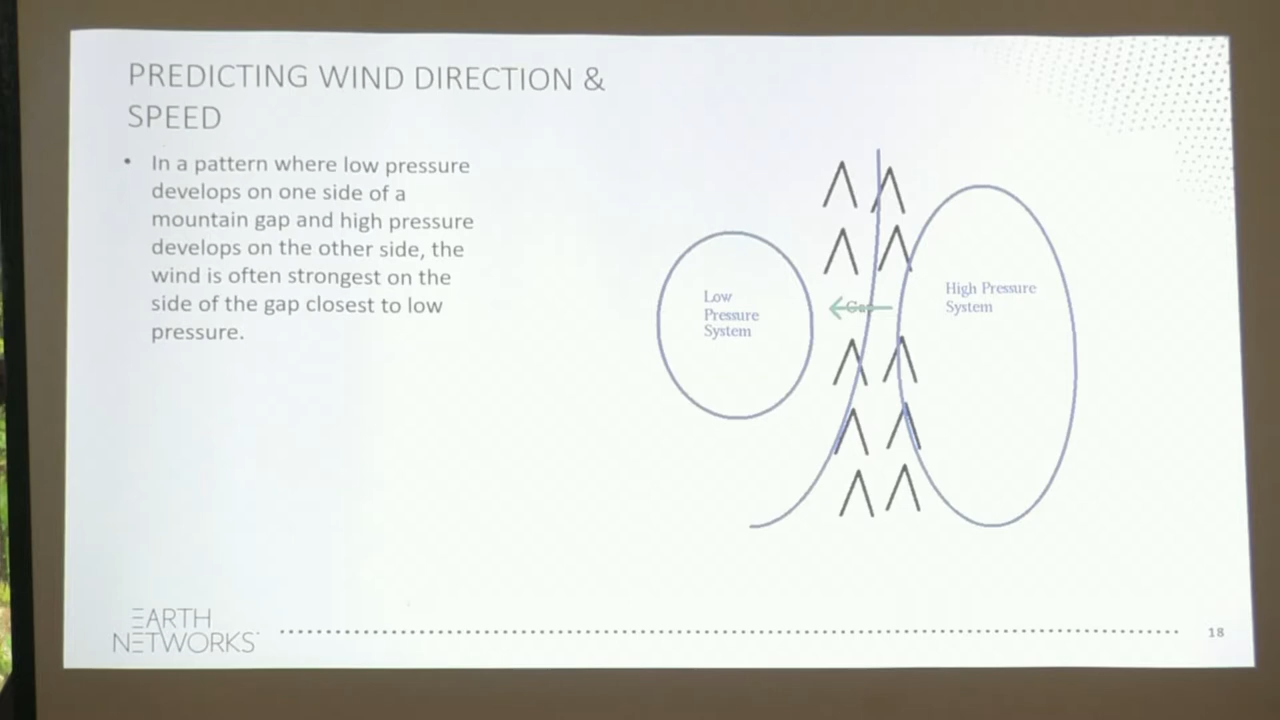 PREDICTING WIND DIRECTION &
SPEED
• In a pattern where low pressure
develops on one side of a
mountain gap and high pressure
develops on the other side, the
wind is often strongest on the
side of the gap closest to low
pressure.
Low
Pressure
System
Gap
High Pressure
System
EARTH
NETWORKS
18